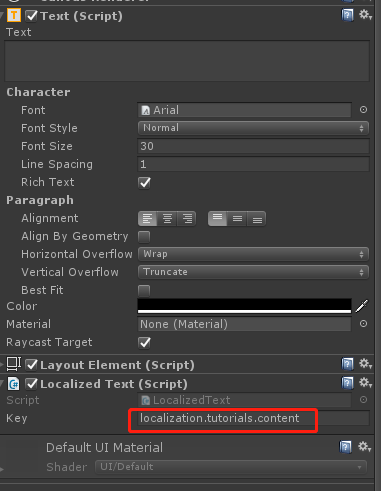 Text (Script)
Text
Character
Font Arial
Font Style Normal
Font Size 30
Line Spacing 1
Rich Text
Paragraph
Alignment
Align By Geometry
Horizontal Overflow Wrap
Vertical Overflow Truncate
Best Fit
Color
Material None (Material)
Raycast Target
Layout Element (Script)
Localized Text (Script)
Script LocalizedText
Key localization.tutorials.content
Default UI Material
Shader UI/Default